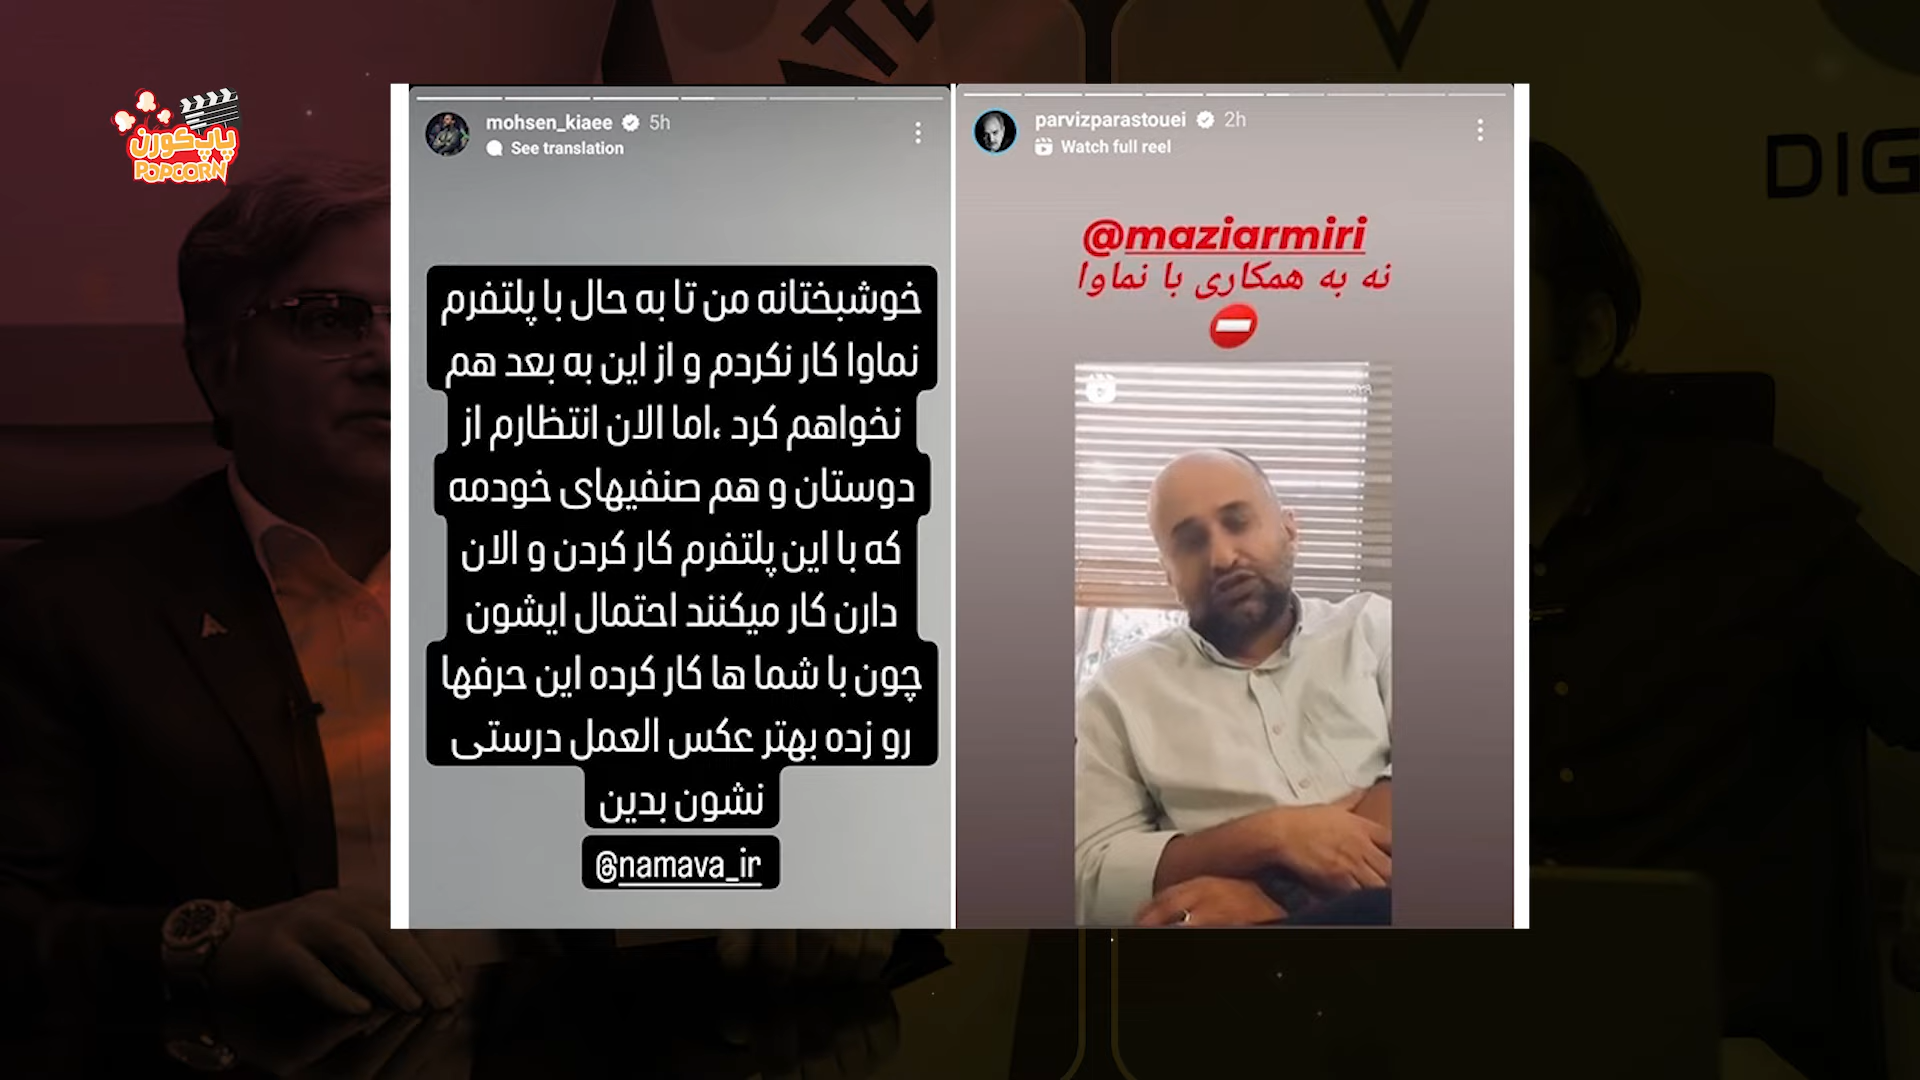 پاپ‌کورن
POPCORN
mohsen_kiaee 5h
See translation
خوشبختانه من تا به حال با پلتفرم
نماوا کار نکردم و از این به بعد هم
نخواهم کرد ،اما الان انتظارم از
دوستان و هم صنفیهای خودمه
که با این پلتفرم کار کردن و الان
دارن کار میکنند احتمال ایشون
چون با شما ها کار کرده این حرفها
رو زده بهتر عکس العمل درستی
نشون بدین
@namava_ir
parvizparastouei 2h
Watch full reel
@maziarmiri
نه به همکاری با نماوا
DIG